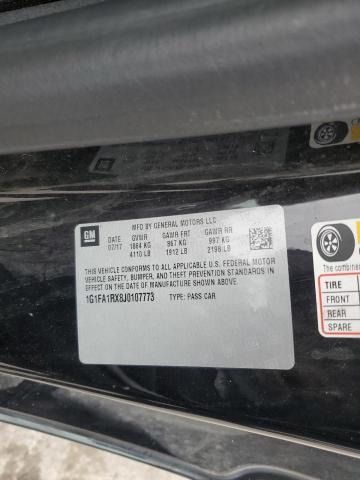 GM
MFD BY GENERAL MOTORS LLC
DATE GVWR GAWR FRT GAWR RR
07/17 1864 KG 867 KG 997 KG
4110 LB 1912 LB 2198 LB
THIS VEHICLE CONFORMS TO ALL APPLICABLE U.S. FEDERAL MOTOR
VEHICLE SAFETY, BUMPER, AND THEFT PREVENTION STANDARDS IN
EFFECT ON THE DATE OF MANUFACTURE SHOWN ABOVE.
1G1FA1RX8J0107773 TYPE: PASS CAR
TIRE
FRONT
REAR
SPARE